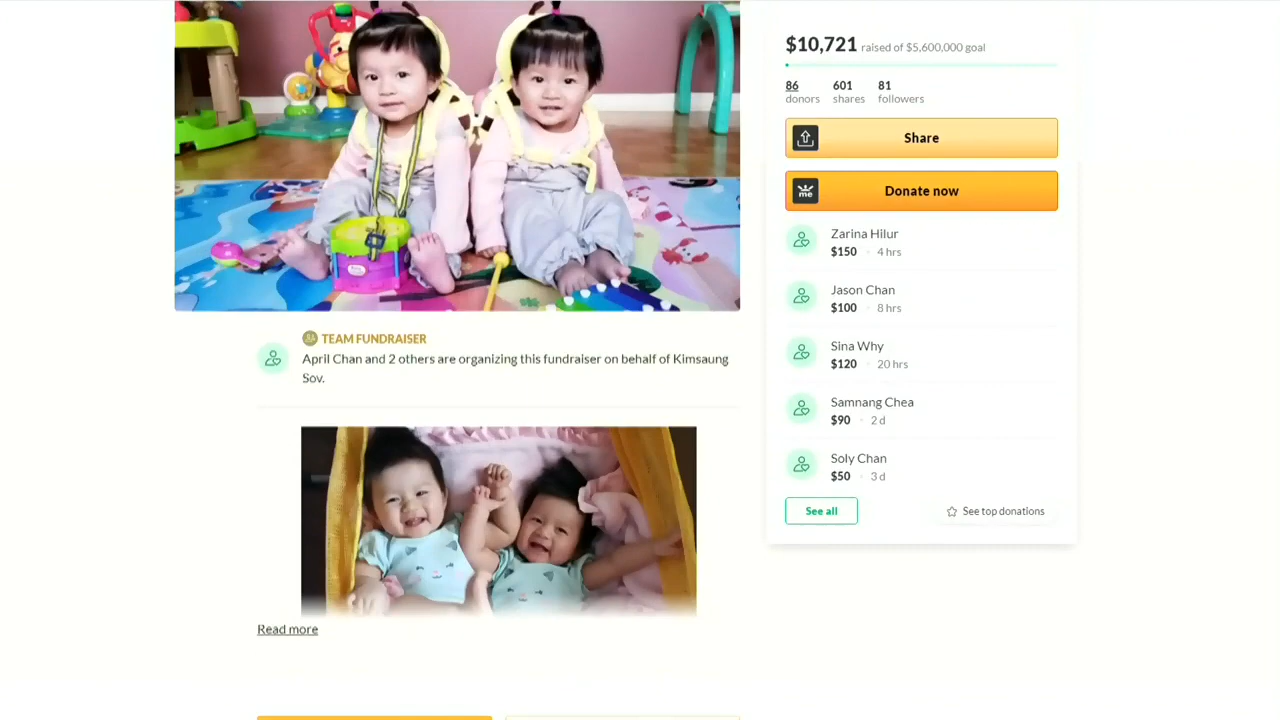 $10,721 raised of $5,600,000 goal
86 601 81
donors shares followers
Share
me Donate now
Zarina Hilur
$150 · 4 hrs
Jason Chan
$100 · 8 hrs
Sina Why
$120 · 20 hrs
Samnang Chea
$90 · 2 d
Soly Chan
$50 · 3 d
See all See top donations
TEAM FUNDRAISER
April Chan and 2 others are organizing this fundraiser on behalf of Kimsaung
Sov.
Read more